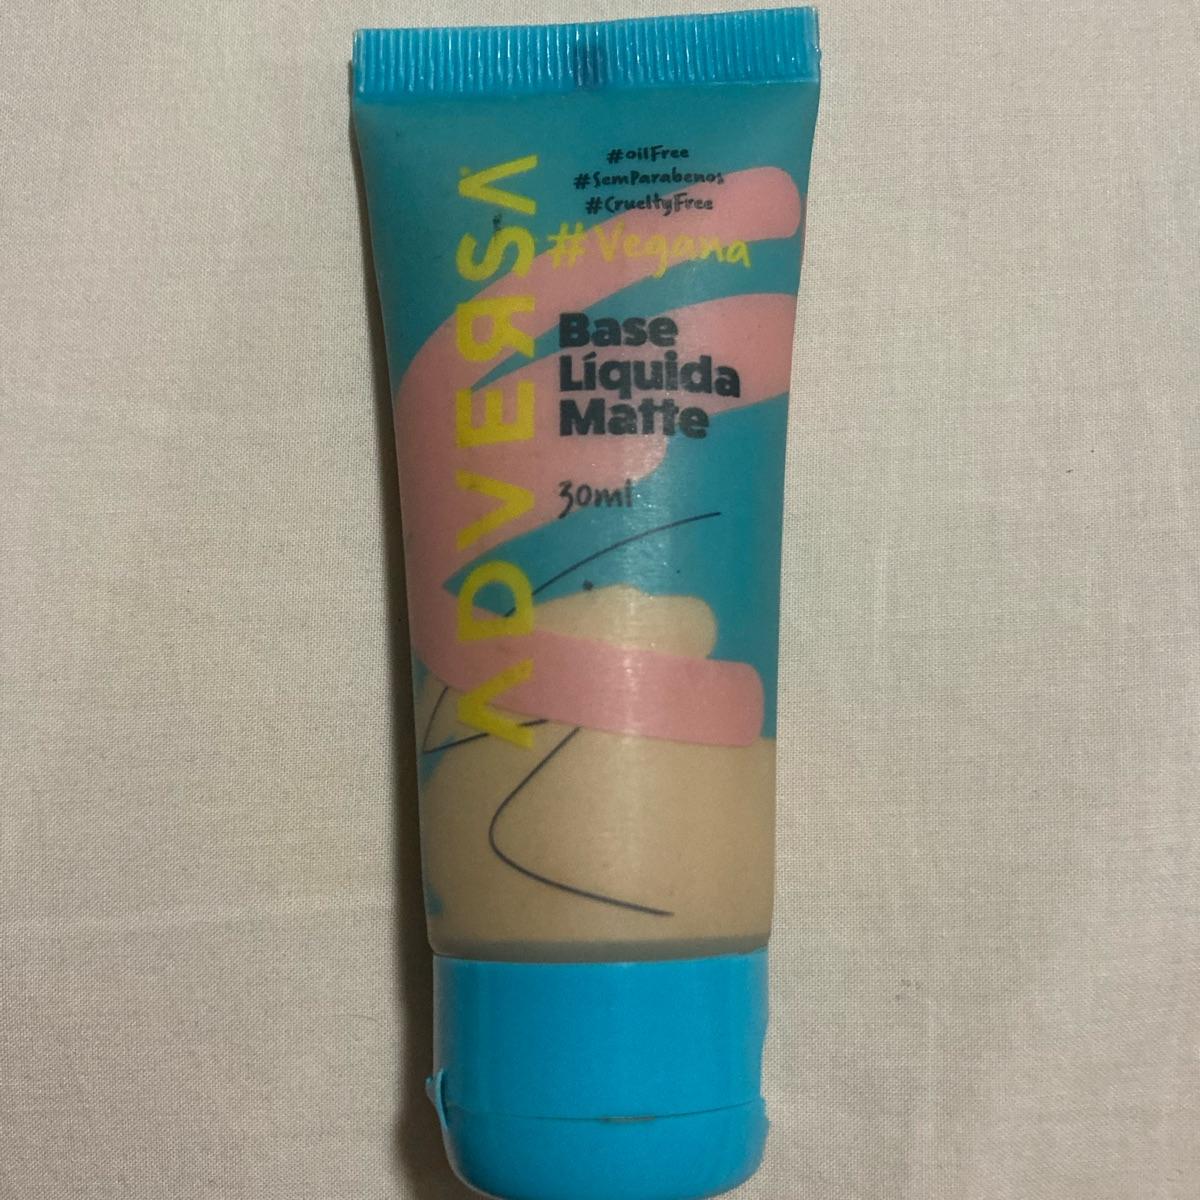 ADVERSA
#oilFree
#SemParabenos
#CrueltyFree
#Vegana
Base
Líquida
Matte
30ml